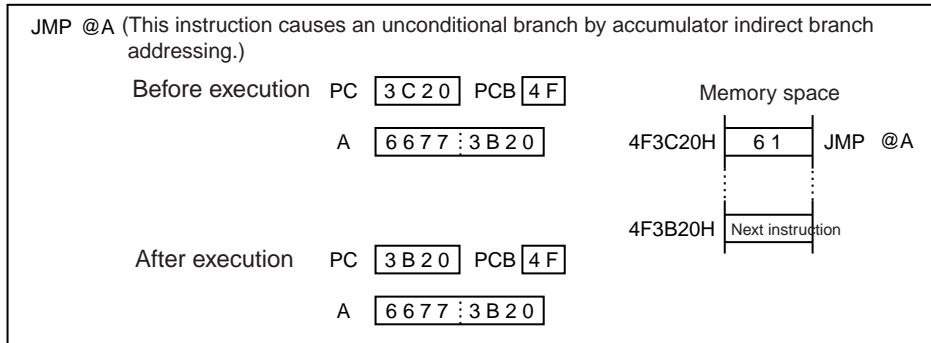 JMP @A (This instruction causes an unconditional branch by accumulator indirect branch
addressing.)
Before execution PC 3C20 PCB 4F
Memory space
A 6677 3B20
4F3C20H 61 JMP @A
4F3B20H Next instruction
After execution PC 3B20 PCB 4F
A 6677 3B20